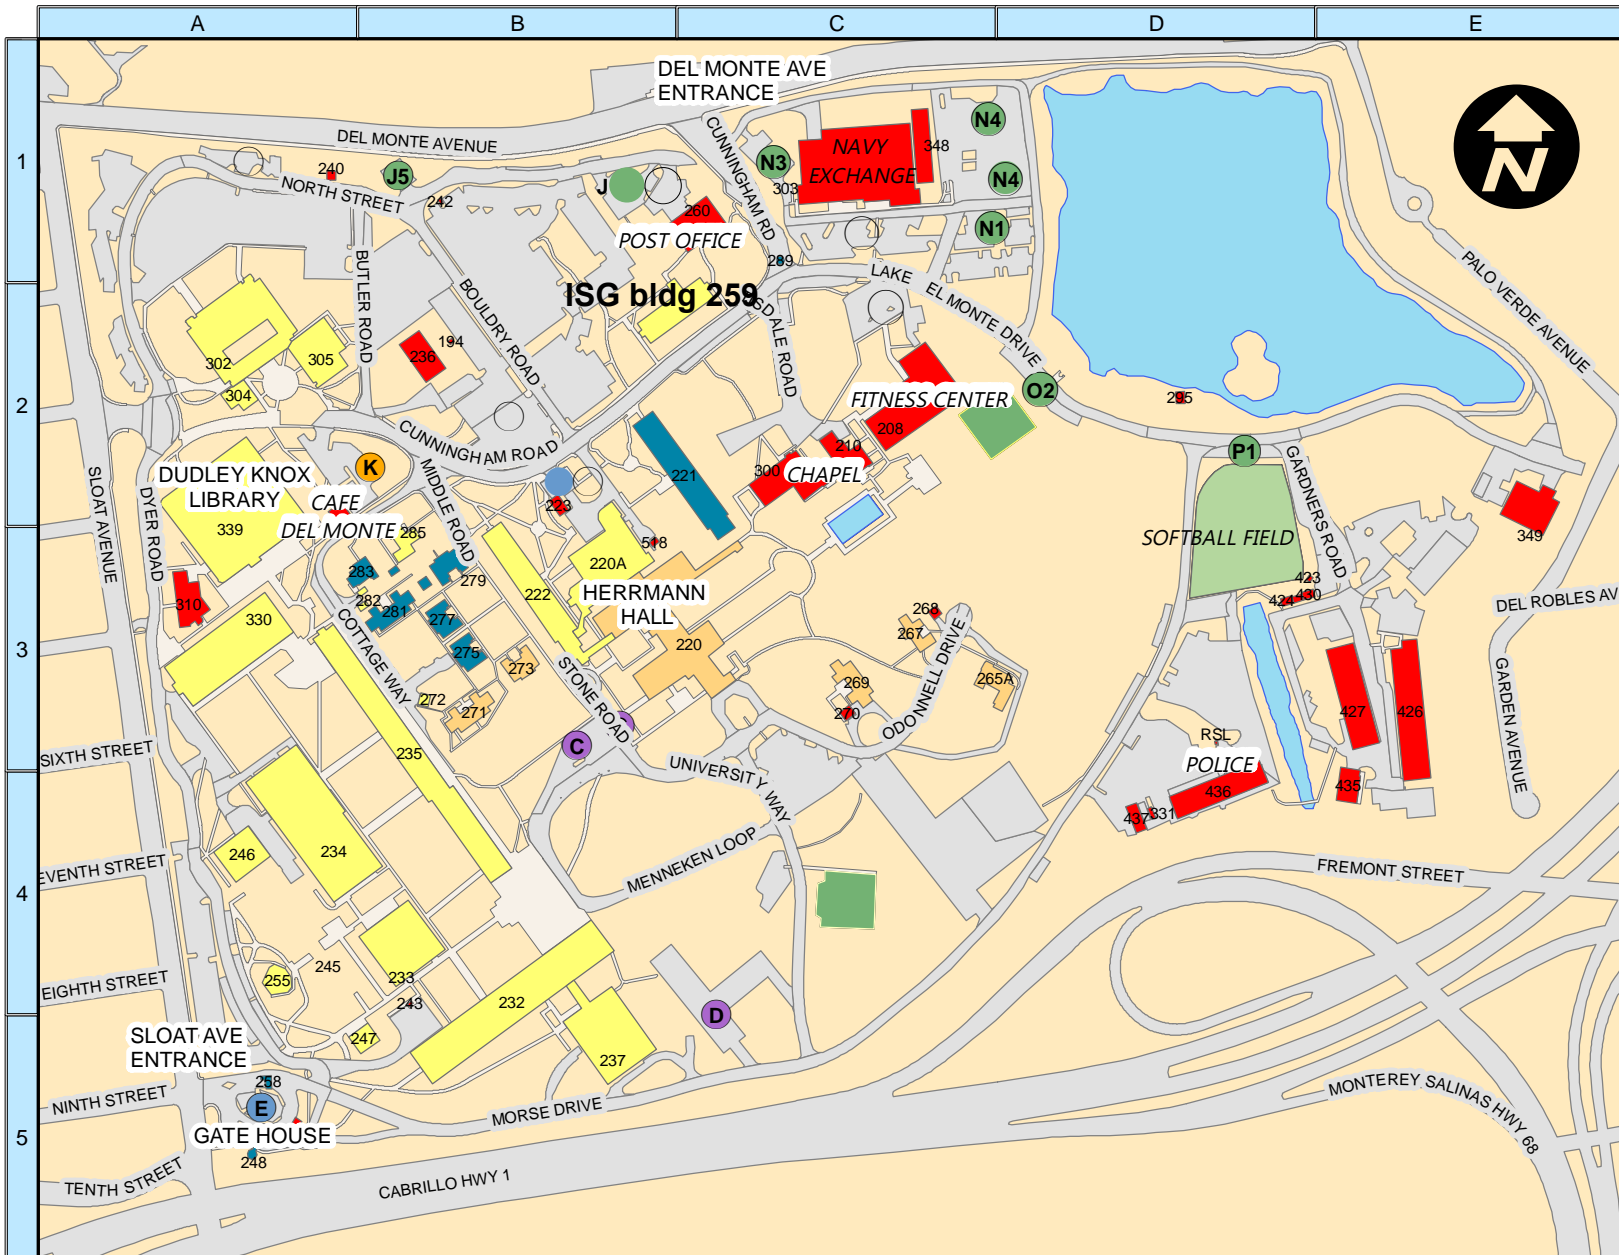 A
B
C
D
E
1
2
3
4
5
DEL MONTE AVE
ENTRANCE
DEL MONTE AVENUE
CUNNINGHAM RD
N3
N4
NAVY
EXCHANGE
348
303
N4
N1
N
240
NORTH STREET
J5
242
J
260
POST OFFICE
289
LAKE
EL MONTE DRIVE
PALO VERDE AVENUE
BUTLER ROAD
BOULDRY ROAD
ISG bldg 259
SDALE ROAD
302
305
304
236
194
FITNESS CENTER
O2
295
208
210
CUNNINGHAM ROAD
P1
GARDNERS ROAD
DUDLEY KNOX
LIBRARY
K
MIDDLE ROAD
CAFE
DEL MONTE
SLOAT AVENUE
DYER ROAD
339
285
221
300
CHAPEL
223
518
SOFTBALL FIELD
349
283
279
220A
222
HERRMANN
HALL
310
282
281
277
275
330
COTTAGE WAY
273
272
271
STONE ROAD
220
268
267
269
270
265A
ODONNELL DRIVE
423
424
430
DEL ROBLES AV
GARDEN AVENUE
427
426
SIXTH STREET
235
C
UNIVERSITY WAY
RSL
POLICE
436
435
437
331
246
234
EVENTH STREET
MENNEKEN LOOP
FREMONT STREET
245
255
233
243
232
EIGHTH STREET
D
247
237
SLOAT AVE
ENTRANCE
258
E
NINTH STREET
GATE HOUSE
248
MORSE DRIVE
MONTEREY SALINAS HWY 68
TENTH STREET
CABRILLO HWY 1